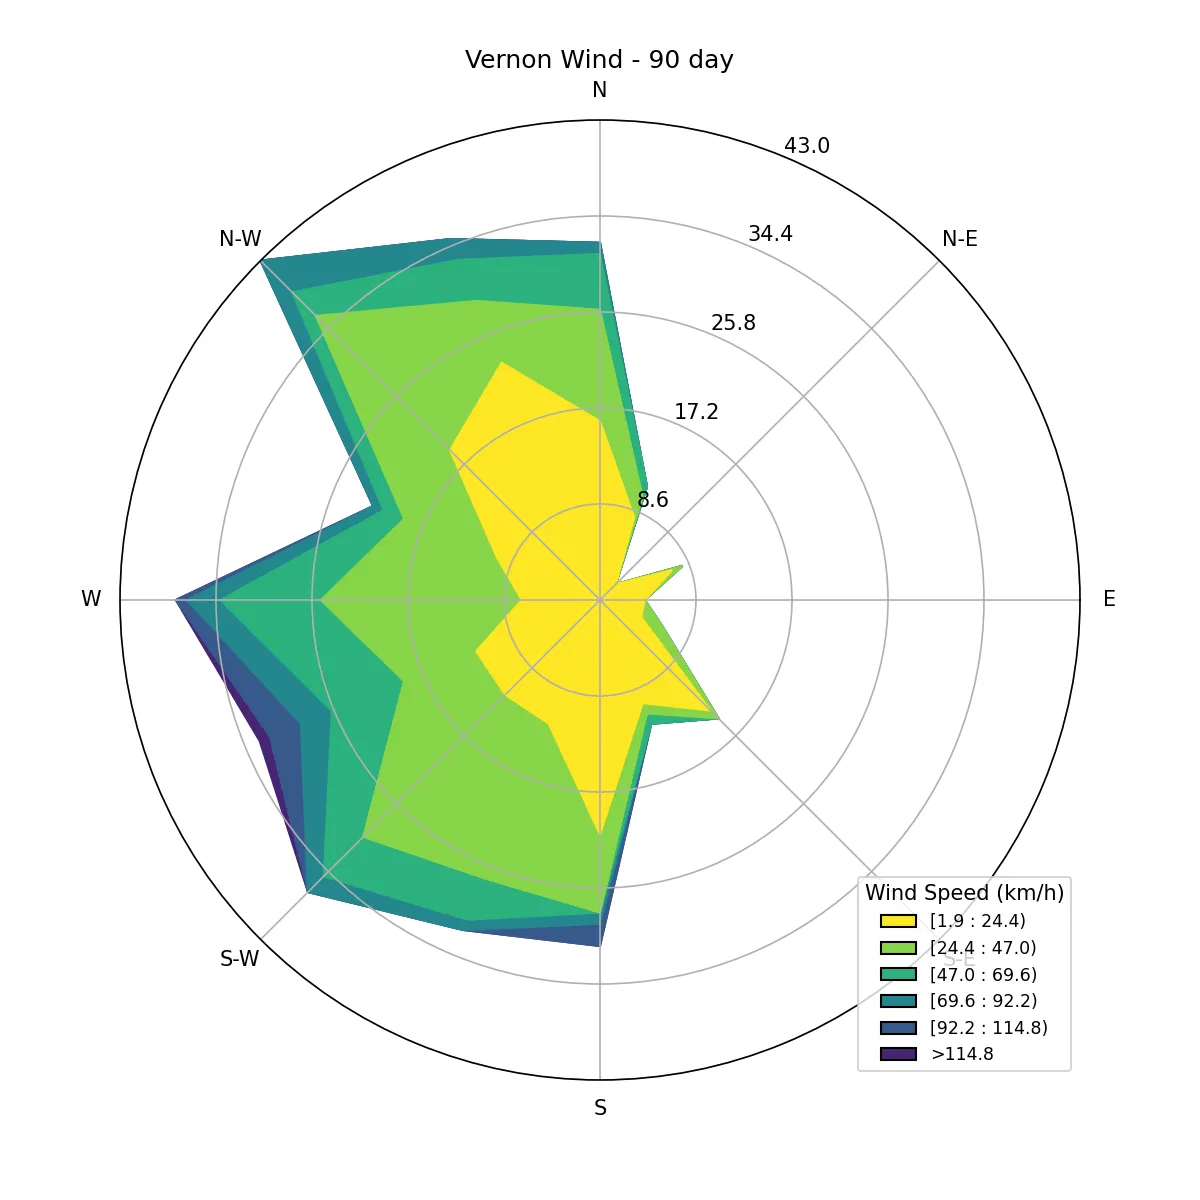 Vernon Wind - 90 day
N
43.0
34.4
N-W
N-E
25.8
17.2
8.6
W
E
Wind Speed (km/h)
[1.9 : 24.4)
[24.4 : 47.0)
S-W
S-E
[47.0 : 69.6)
[69.6 : 92.2)
[92.2 : 114.8)
>114.8
S